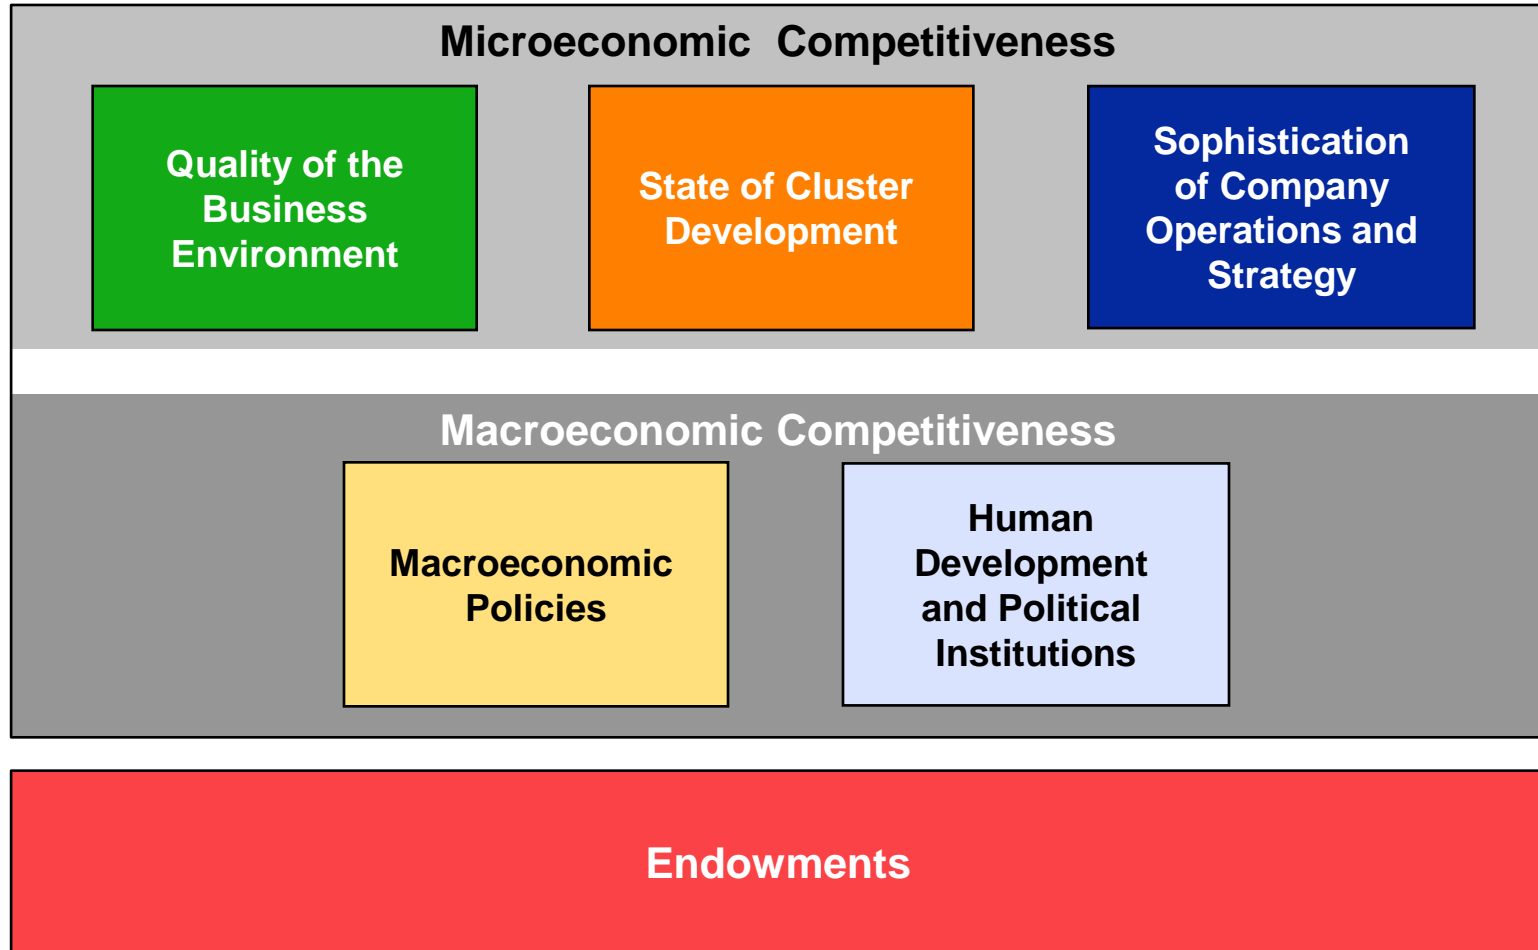 Microeconomic Competitiveness
Quality of the
Business
Environment
State of Cluster
Development
Sophistication
of Company
Operations and
Strategy
Macroeconomic Competitiveness
Macroeconomic
Policies
Human
Development
and Political
Institutions
Endowments